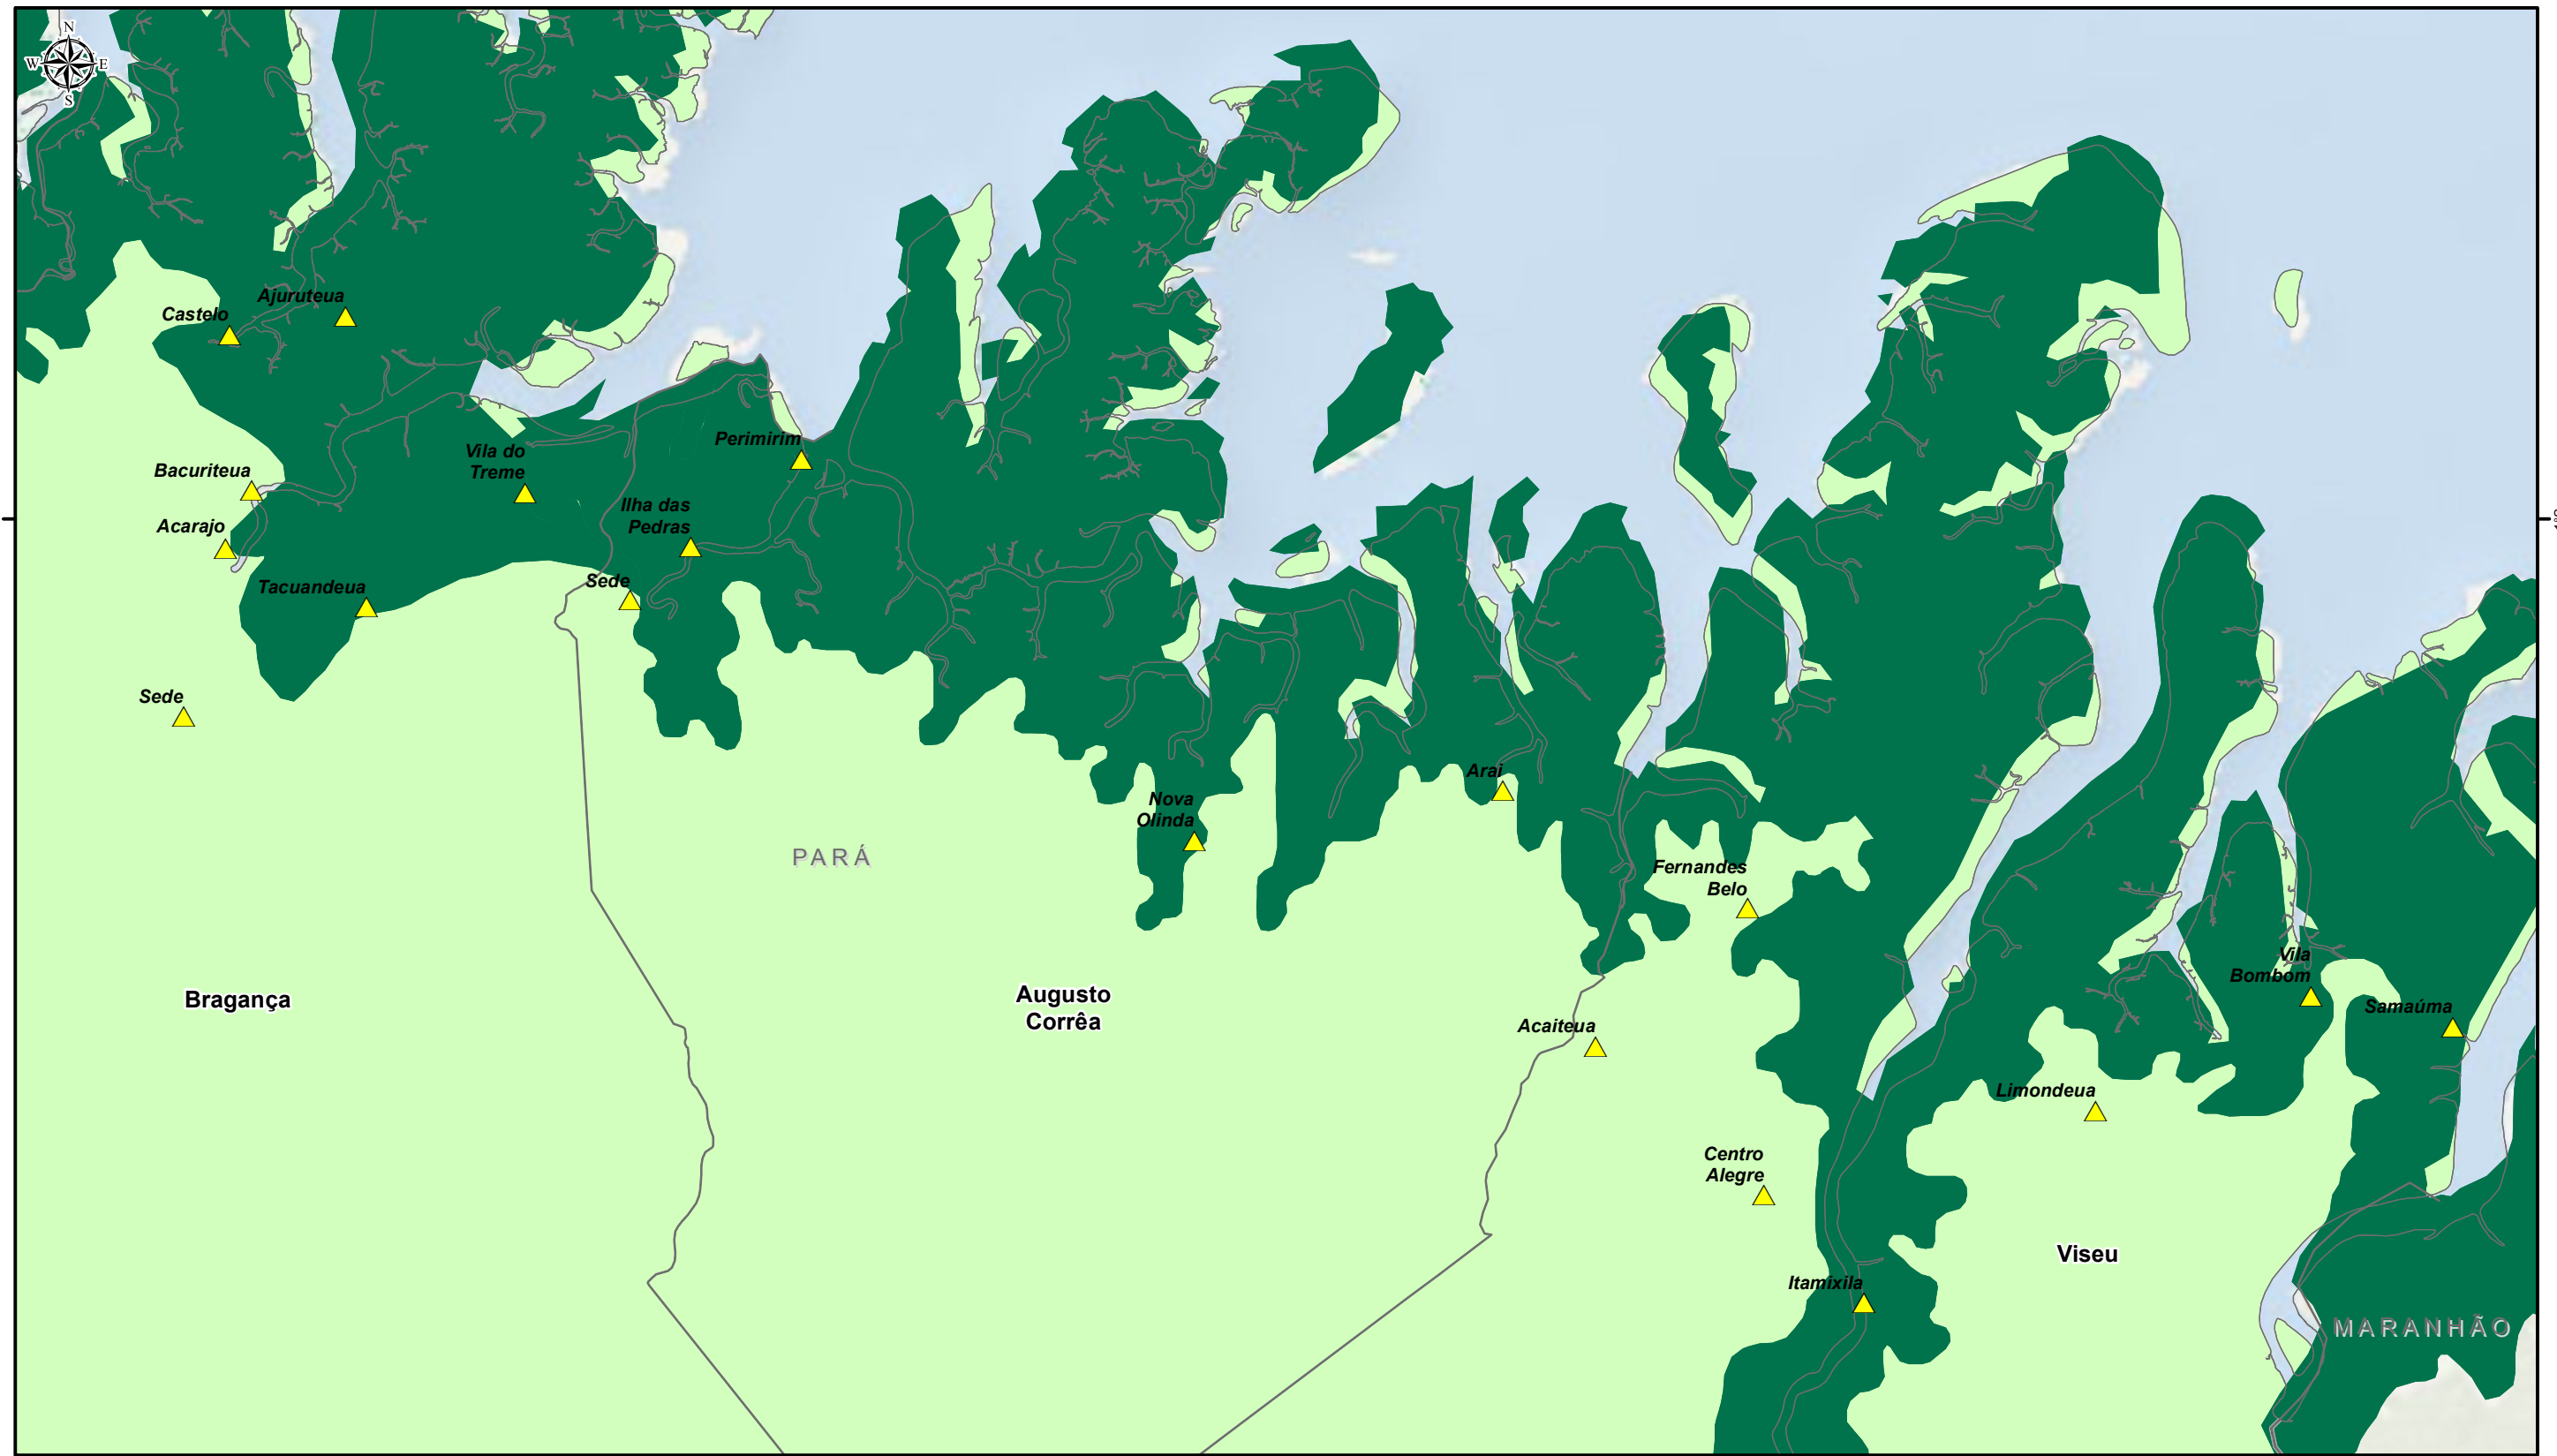 N
W E
S
Ajuruteua
Castelo
Perimirim
Vila do
Treme
Bacuriteua
Ilha das
Pedras
Acarajo
Sede
Tacuandeua
Sede
Arai
Nova
Olinda
PARÁ
Fernandes
Belo
Vila
Bombom
Bragança
Augusto
Corrêa
Samaúma
Acaiteua
Limondeua
Centro
Alegre
Viseu
Itamixila
MARANHÃO